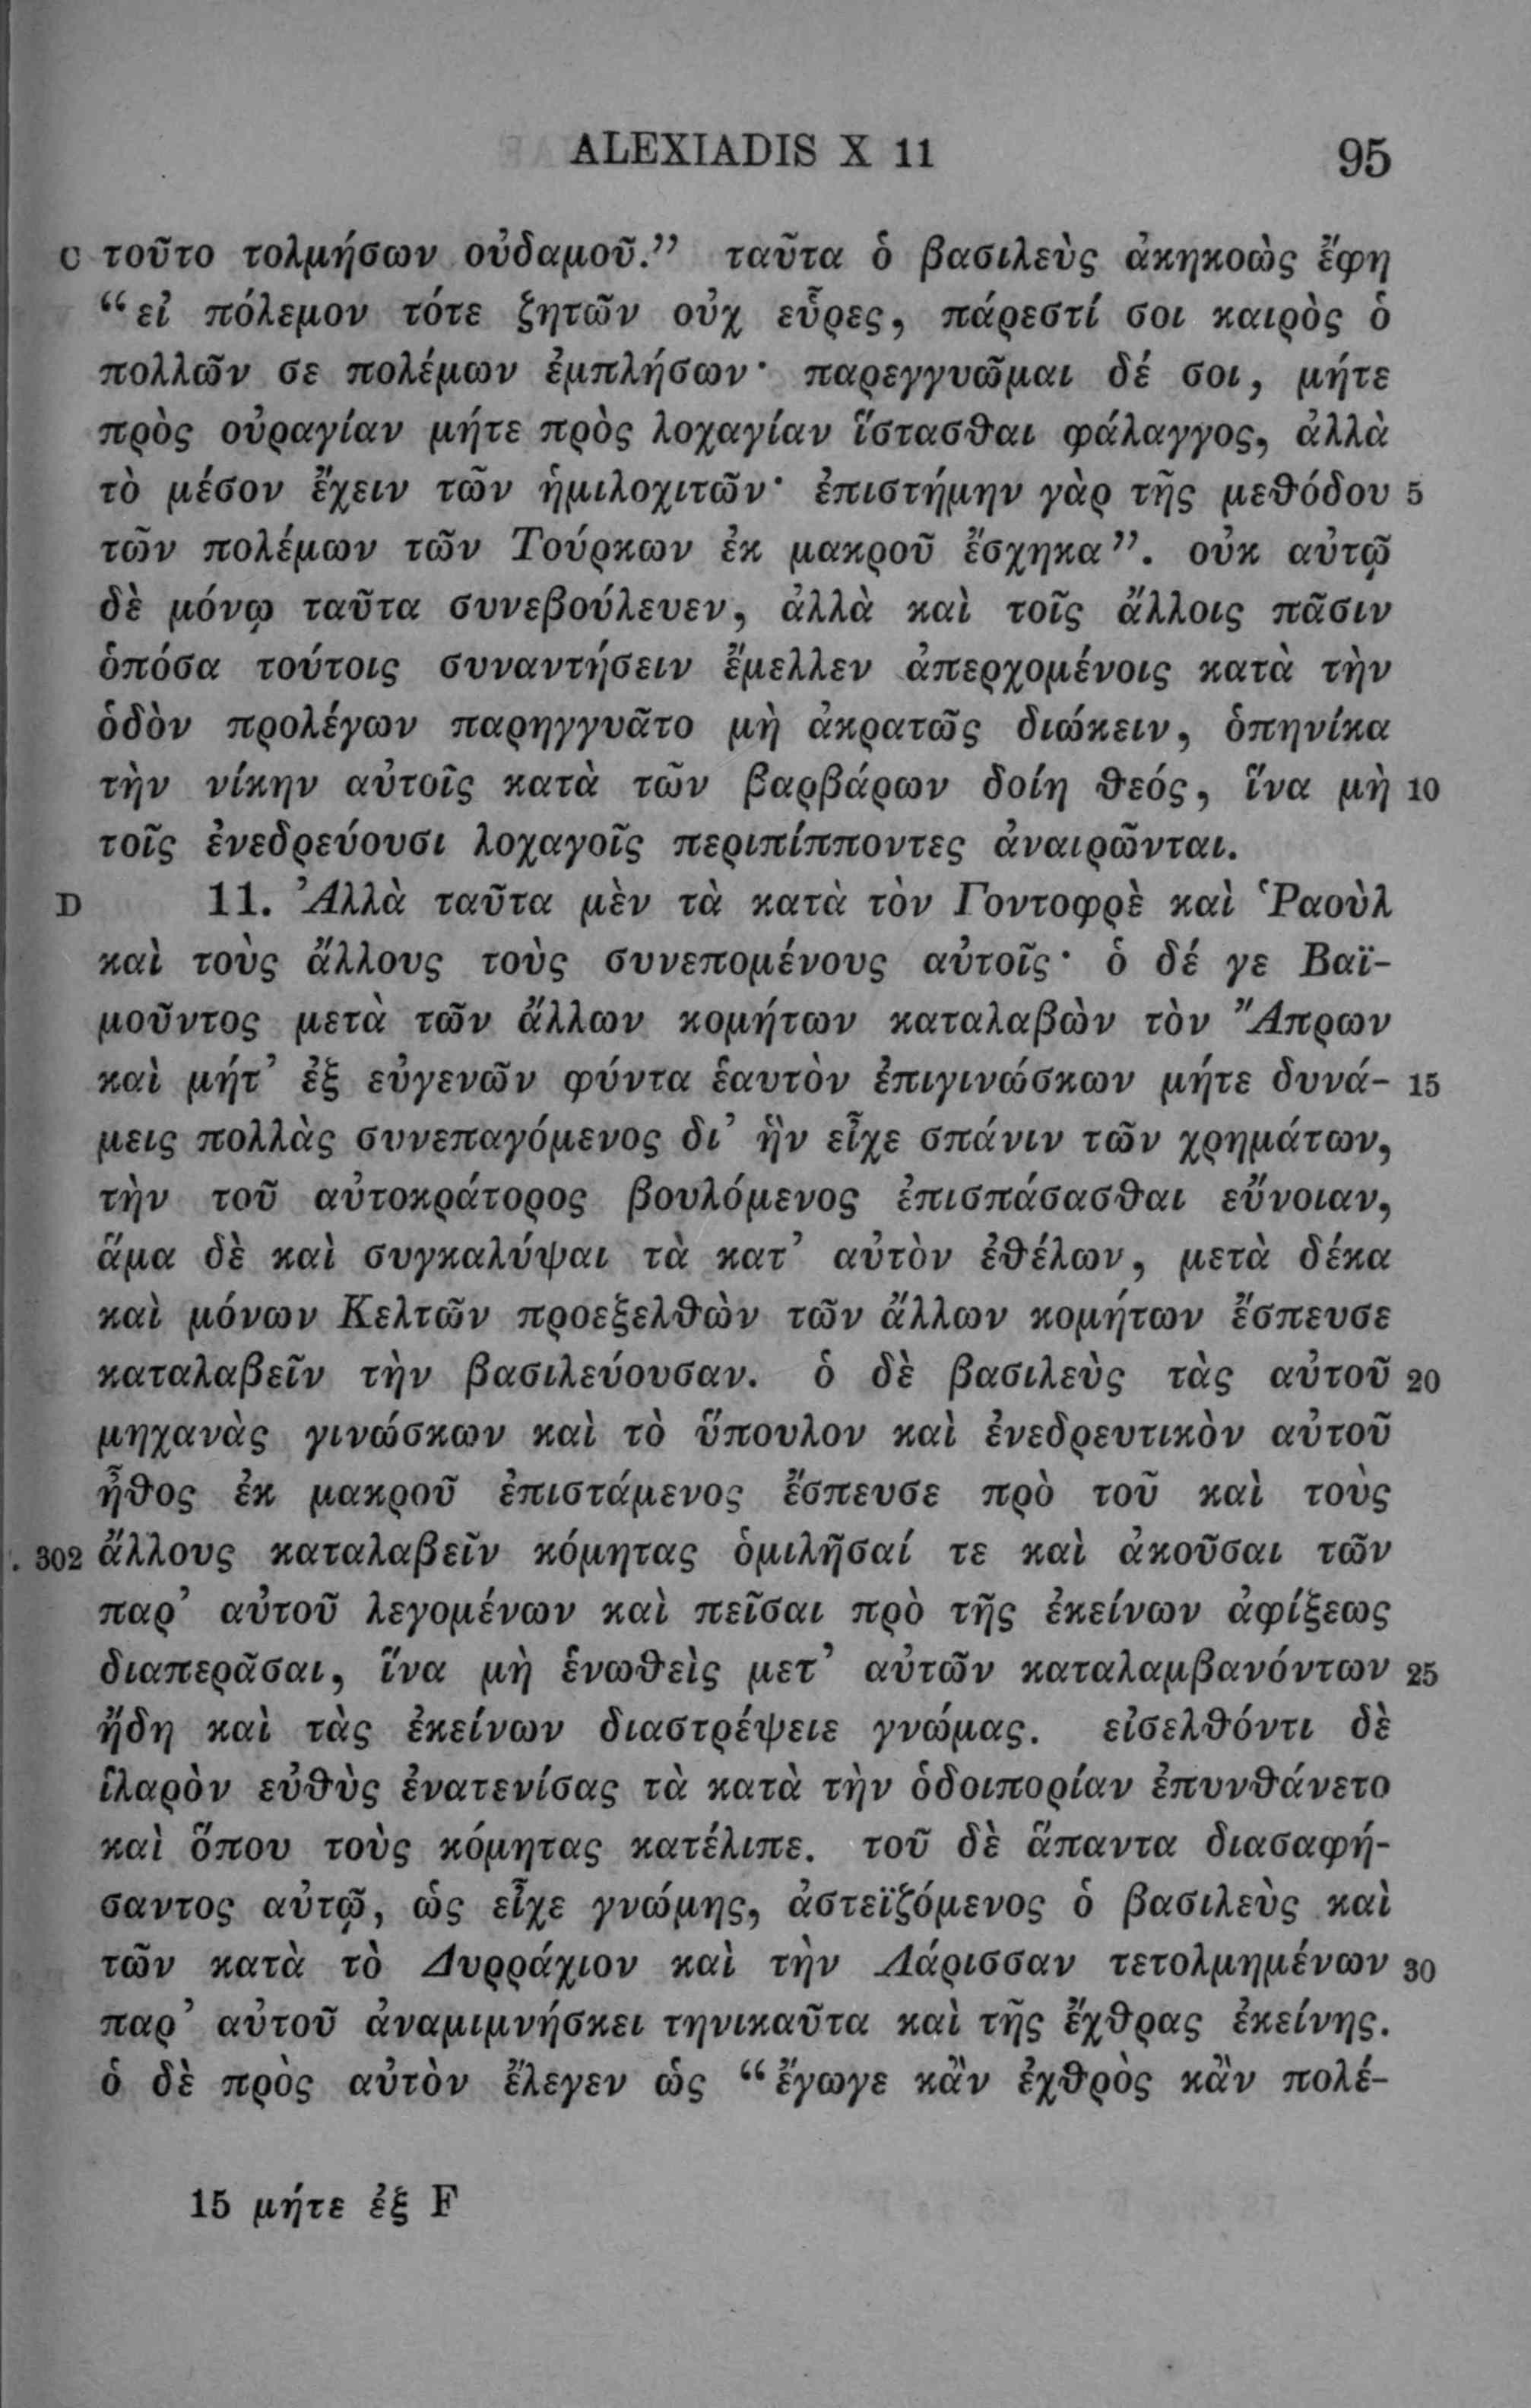 ALEXIADIS X 11 95
C τοῦτο τολμήσων οὐδαμοῦ.” ταῦτα ὁ βασιλεὺς ἀκηκοὼς ἔφη
“εἰ πόλεμον τότε ζητῶν οὐχ εὗρες, πάρεστί σοι καιρὸς ὁ
πολλῶν σε πολέμων ἐμπλήσων· παρεγγυῶμαι δέ σοι, μήτε
πρὸς οὐραγίαν μήτε πρὸς λοχαγίαν ἵστασθαι φάλαγγος, ἀλλὰ
τὸ μέσον ἔχειν τῶν ἡμιλοχιτῶν· ἐπιστήμην γὰρ τῆς μεθόδου 5
τῶν πολέμων τῶν Τούρκων ἐκ μακροῦ ἔσχηκα”. οὐκ αὐτῷ
δὲ μόνῳ ταῦτα συνεβούλευεν, ἀλλὰ καὶ τοῖς ἄλλοις πᾶσιν
ὁπόσα τούτοις συναντήσειν ἔμελλεν ἀπερχομένοις κατὰ τὴν
ὁδὸν προλέγων παρηγγυᾶτο μὴ ἀκρατῶς διώκειν, ὁπηνίκα
τὴν νίκην αὐτοῖς κατὰ τῶν βαρβάρων δοίη θεός, ἵνα μὴ 10
τοῖς ἐνεδρεύουσι λοχαγοῖς περιπίπποντες ἀναιρῶνται.
D 11. Ἀλλὰ ταῦτα μὲν τὰ κατὰ τὸν Γοντοφρὲ καὶ Ῥαοὺλ
καὶ τοὺς ἄλλους τοὺς συνεπομένους αὐτοῖς· ὁ δέ γε Βαϊ-
μοῦντος μετὰ τῶν ἄλλων κομήτων καταλαβὼν τὸν Ἄπρων
καὶ μήτ’ ἐξ εὐγενῶν φύντα ἑαυτὸν ἐπιγινώσκων μήτε δυνά- 15
μεις πολλὰς συνεπαγόμενος δι’ ἣν εἶχε σπάνιν τῶν χρημάτων,
τὴν τοῦ αὐτοκράτορος βουλόμενος ἐπισπάσασθαι εὔνοιαν,
ἅμα δὲ καὶ συγκαλύψαι τὰ κατ’ αὐτὸν ἐθέλων, μετὰ δέκα
καὶ μόνων Κελτῶν προεξελθὼν τῶν ἄλλων κομήτων ἔσπευσε
καταλαβεῖν τὴν βασιλεύουσαν. ὁ δὲ βασιλεὺς τὰς αὐτοῦ 20
μηχανὰς γινώσκων καὶ τὸ ὕπουλον καὶ ἐνεδρευτικὸν αὐτοῦ
ἦθος ἐκ μακροῦ ἐπιστάμενος ἔσπευσε πρὸ τοῦ καὶ τοὺς
. 302 ἄλλους καταλαβεῖν κόμητας ὁμιλῆσαί τε καὶ ἀκοῦσαι τῶν
παρ’ αὐτοῦ λεγομένων καὶ πεῖσαι πρὸ τῆς ἐκείνων ἀφίξεως
διαπερᾶσαι, ἵνα μὴ ἑνωθεὶς μετ’ αὐτῶν καταλαμβανόντων 25
ἤδη καὶ τὰς ἐκείνων διαστρέψειε γνώμας. εἰσελθόντι δὲ
ἱλαρὸν εὐθὺς ἐνατενίσας τὰ κατὰ τὴν ὁδοιπορίαν ἐπυνθάνετο
καὶ ὅπου τοὺς κόμητας κατέλιπε. τοῦ δὲ ἅπαντα διασαφή-
σαντος αὐτῷ, ὡς εἶχε γνώμης, ἀστεϊζόμενος ὁ βασιλεὺς καὶ
τῶν κατὰ τὸ Δυρράχιον καὶ τὴν Λάρισσαν τετολμημένων 30
παρ’ αὐτοῦ ἀναμιμνήσκει τηνικαῦτα καὶ τῆς ἔχθρας ἐκείνης.
ὁ δὲ πρὸς αὐτὸν ἔλεγεν ὡς “ἔγωγε κἂν ἐχθρὸς κἂν πολέ-
15 μήτε ἐξ F